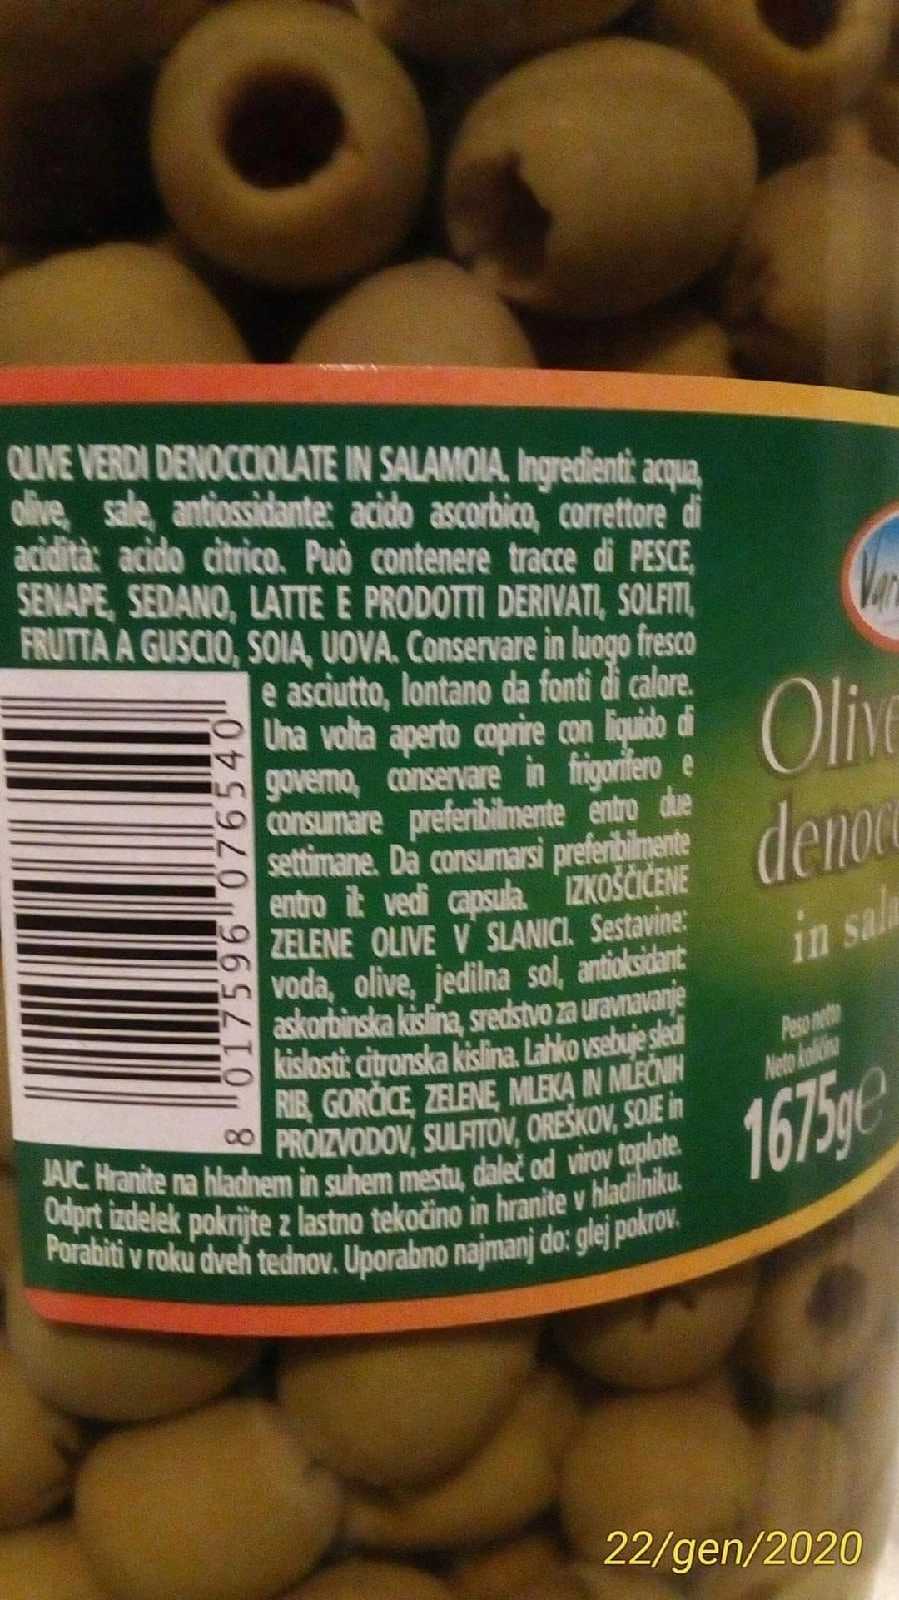 OLIVE VERDI DENOCCIOLATE IN SALAMOIA. Ingredienti: acqua,
olive, sale, antiossidante: acido ascorbico, correttore di
acidità: acido citrico. Può contenere tracce di PESCE,
SENAPE, SEDANO, LATTE E PRODOTTI DERIVATI, SOLFITI,
FRUTTA A GUSCIO, SOIA, UOVA. Conservare in luogo fresco
e asciutto, lontano da fonti di calore.
Una volta aperto coprire con liquido di
governo, conservare in frigorifero e
consumare preferibilmente entro due
settimane. Da consumarsi preferibilmente
entro il: vedi capsula. IZKOŠČIČENE
ZELENE OLIVE V SLANICI. Sestavine:
voda, olive, jedilna sol, antioksidant:
askorbinska kislina, sredstvo za uravnavanje
kislosti: citronska kislina. Lahko vsebuje sledi
RIB, GORČICE, ZELENE, MLEKA IN MLEČNIH
PROIZVODOV, SULFITOV, OREŠKOV, SOJE in
JAJC. Hranite na hladnem in suhem mestu, daleč od virov toplote.
Odprt izdelek pokrijte z lastno tekočino in hranite v hladilniku.
Porabiti v roku dveh tednov. Uporabno najmanj do: glej pokrov.
8 017596 076540
Olive
in
Peso netto
Neto količina
1675g e
22/gen/2020